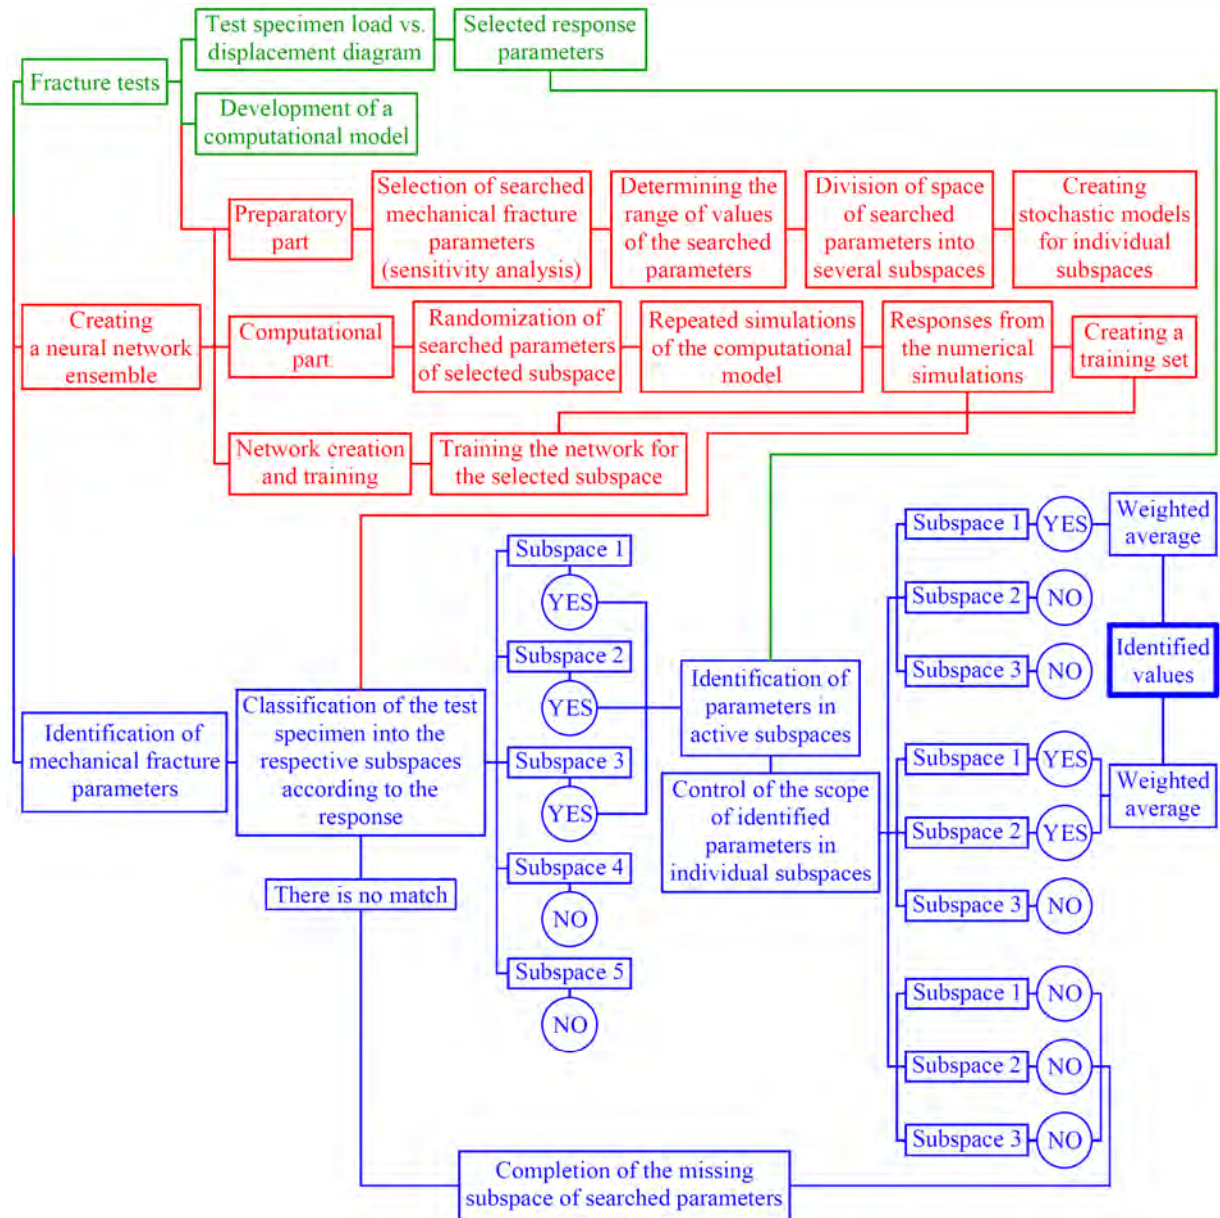 Test specimen load vs.
displacement diagram
Selected response
parameters
Fracture tests
Development of a
computational model
Preparatory
part
Selection of searched
mechanical fracture
parameters
(sensitivity analysis)
Determining the
range of values
of the searched
parameters
Division of space
of searched
parameters into
several subspaces
Creating
stochastic models
for individual
subspaces
Creating
a neural network
ensemble
Computational
part
Randomization of
searched parameters
of selected subspace
Repeated simulations
of the computational
model
Responses from
the numerical
simulations
Creating a
training set
Network creation
and training
Training the network for
the selected subspace
Identification of
mechanical fracture
parameters
Classification of the test
specimen into the
respective subspaces
according to the
response
There is no match
Subspace 1
YES
Subspace 2
YES
Subspace 3
YES
Subspace 4
NO
Subspace 5
NO
Identification of
parameters in
active subspaces
Control of the scope
of identified
parameters in
individual subspaces
Subspace 1
YES
Weighted
average
Subspace 2
NO
Subspace 3
NO
Identified
values
Subspace 1
YES
Subspace 2
YES
Weighted
average
Subspace 3
NO
Subspace 1
NO
Subspace 2
NO
Subspace 3
NO
Completion of the missing
subspace of searched parameters